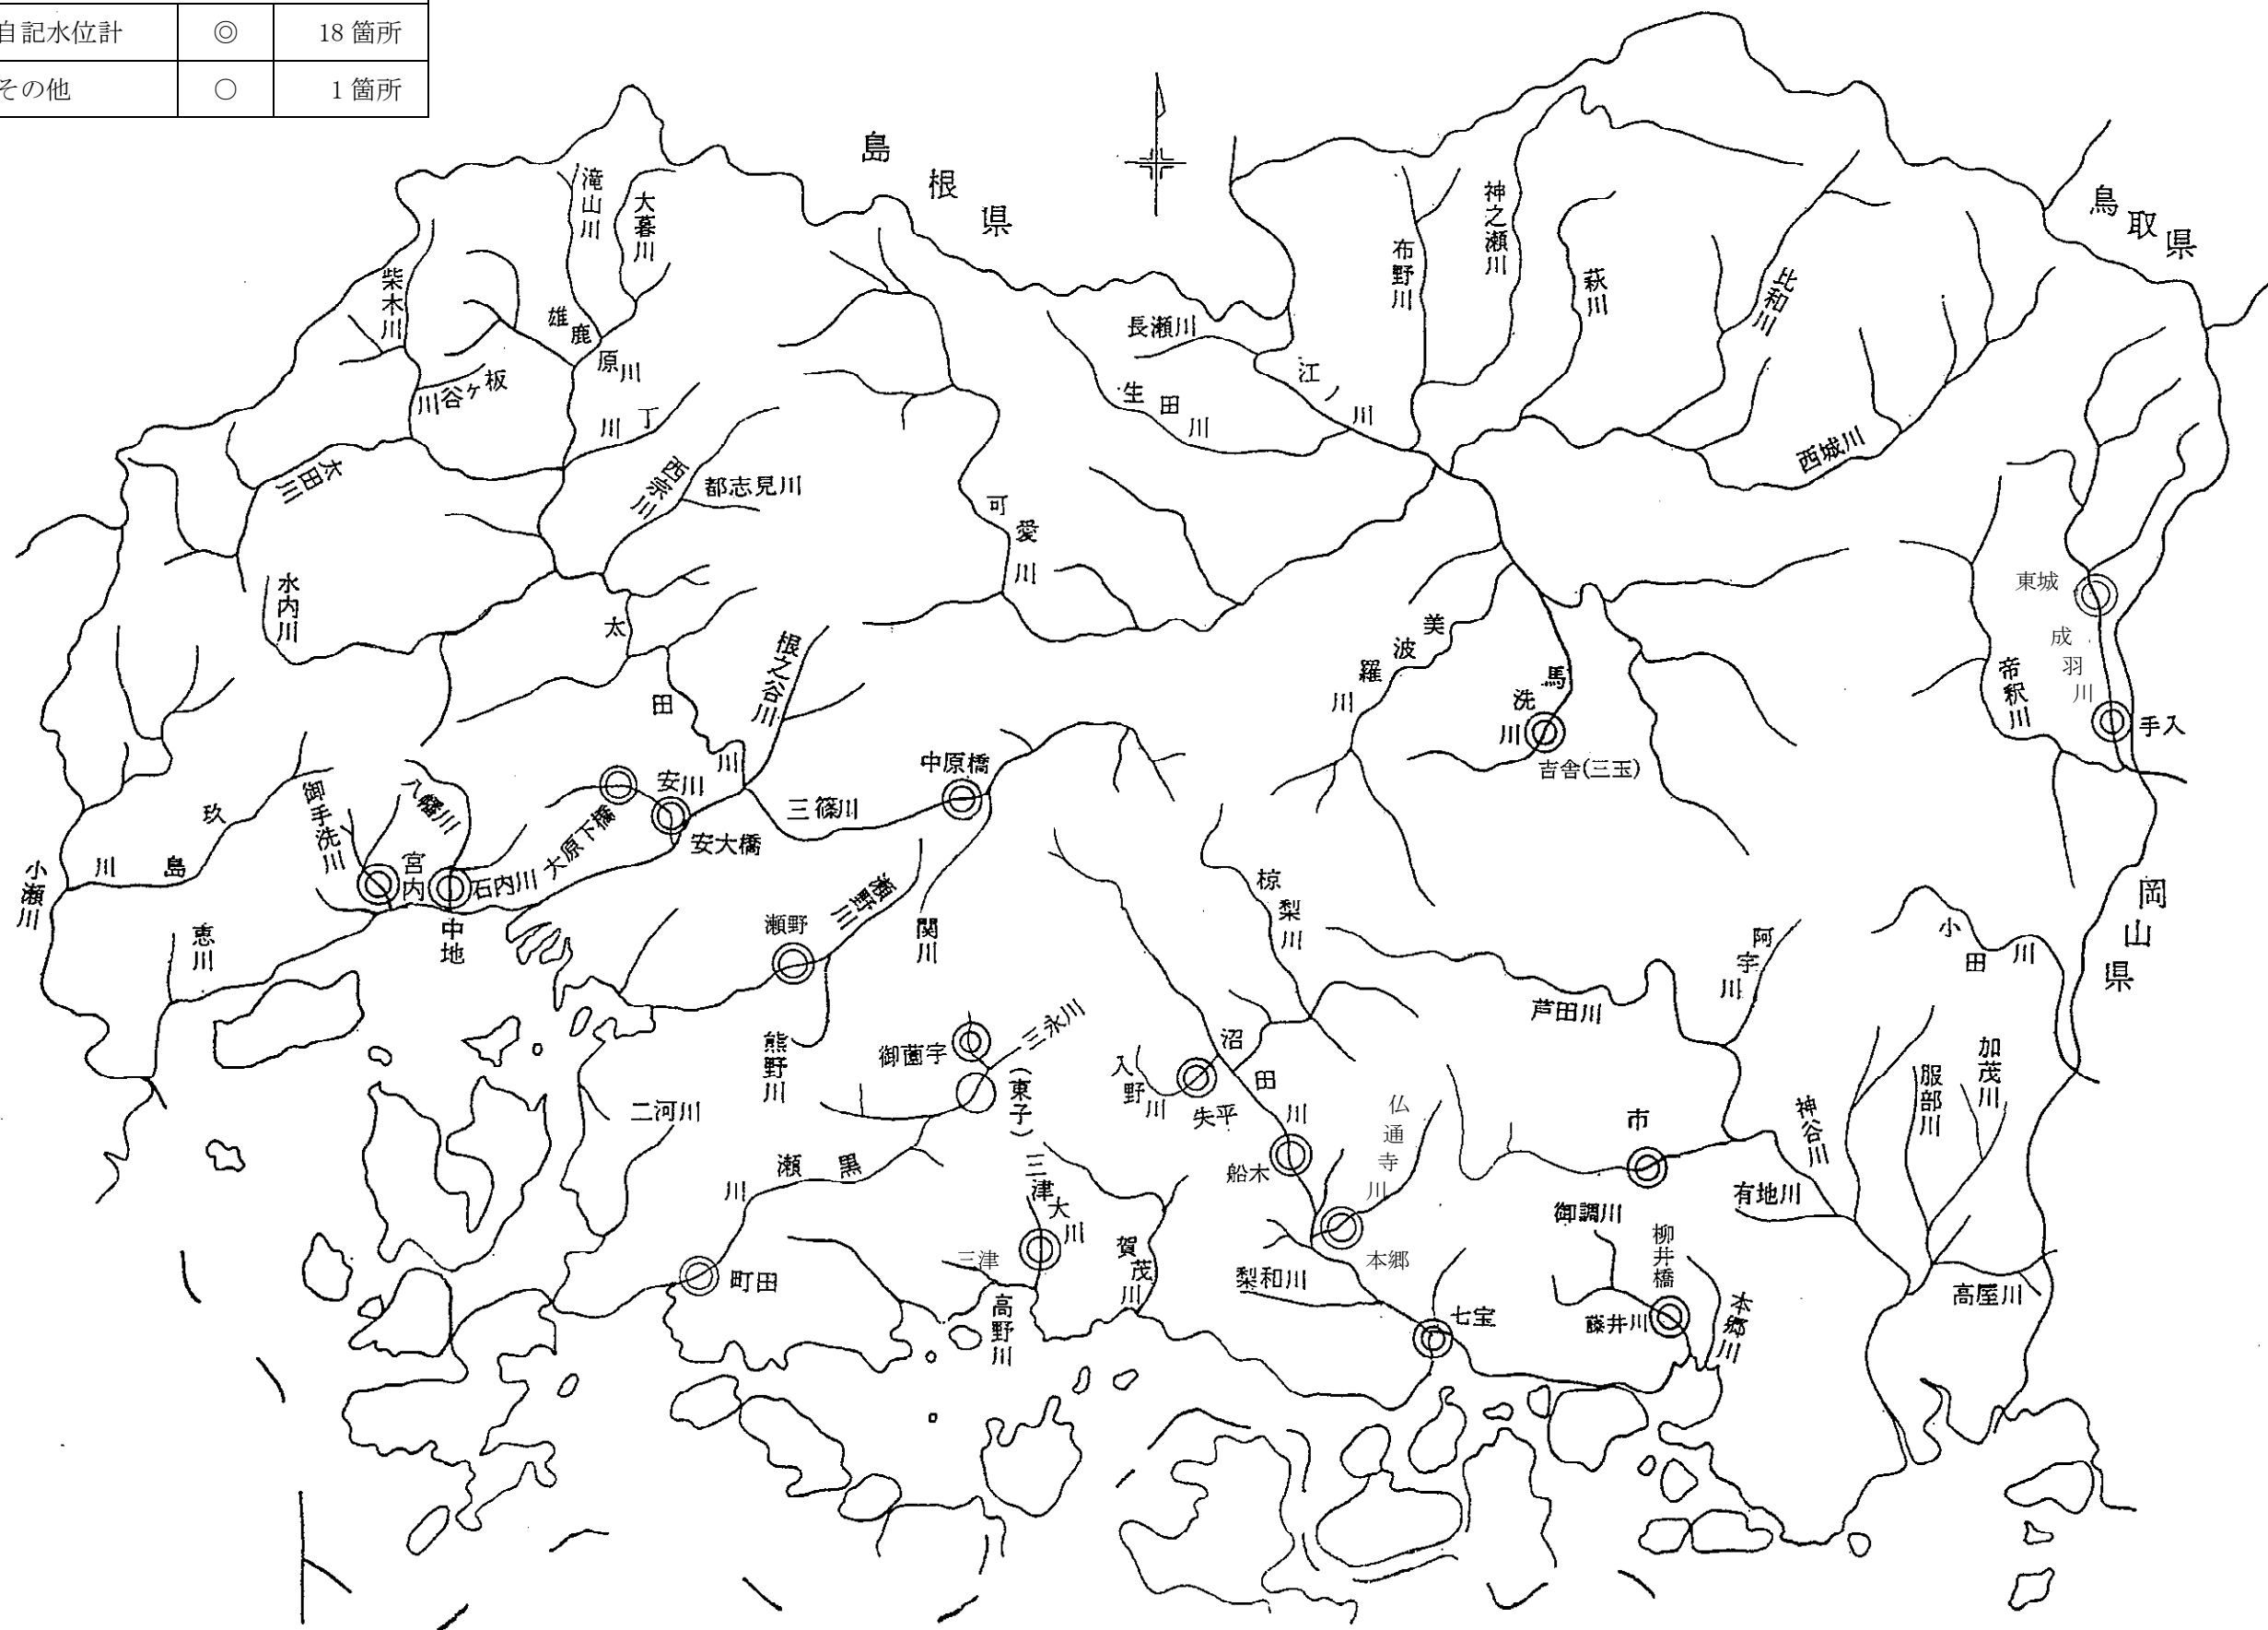 自記水位計 ◎ 18 箇所
その他 ○ 1 箇所
島根県
鳥取県
岡山県
滝山川
大暮川
柴木川
雄鹿原川
川谷ヶ板
丁川
太田川
西宗川
都志見川
水内川
可愛川
長瀬川
生田川
江ノ川
布野川
神之瀬川
萩川
比和川
西城川
東城
成羽川
帝釈川
手入
美波羅川
馬洗川
吉舎(三玉)
太田川
根之谷川
安川
大原下橋
安大橋
三篠川
中原橋
玖島川
御手洗川
八幡川
宮内
石内川
中地
小瀬川
恵川
瀬野
瀬野川
関川
熊野川
御薗宇
三永川
(東子)
二河川
黒瀬川
町田
三津
三津大川
高野川
賀茂川
椋梨川
沼田川
入野川
失平
船木
仏通寺川
本郷
梨和川
七宝
芦田川
阿字川
小田川
市
御調川
神谷川
有地川
服部川
加茂川
高屋川
柳井橋
藤井川
本郷川